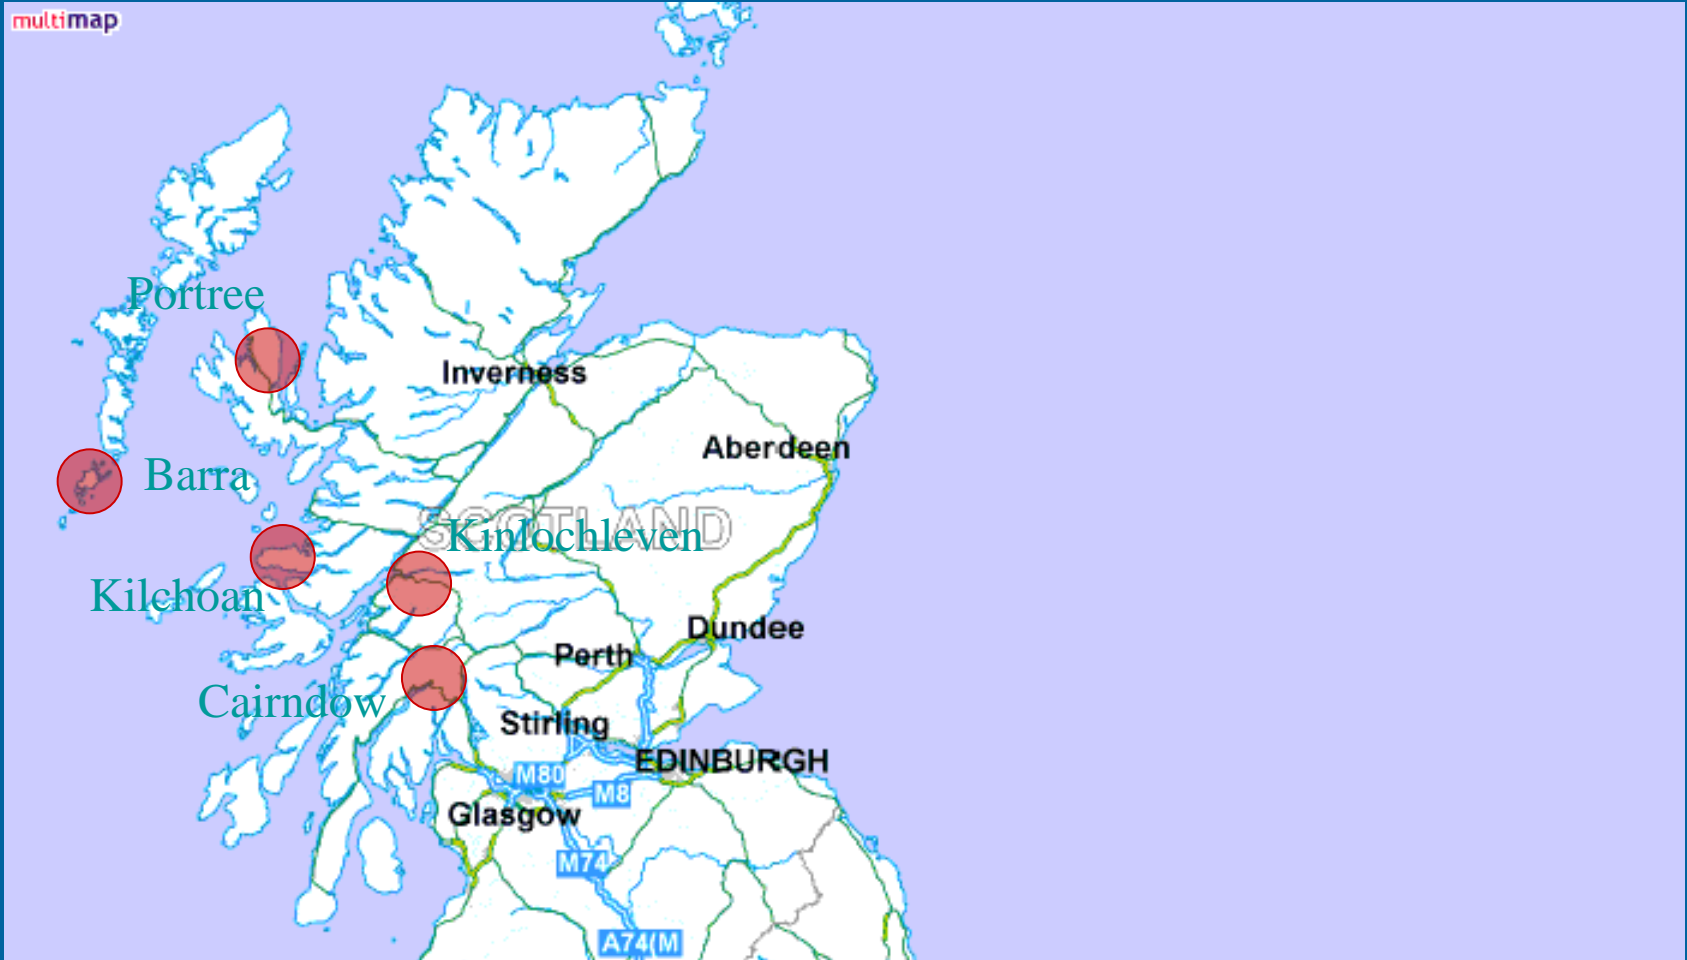 multimap
Portree
Inverness
Aberdeen
Barra
SCOTLAND
Kinlochleven
Kilchoan
Dundee
Perth
Cairndow
Stirling
EDINBURGH
M80
M8
Glasgow
M74
A74(M